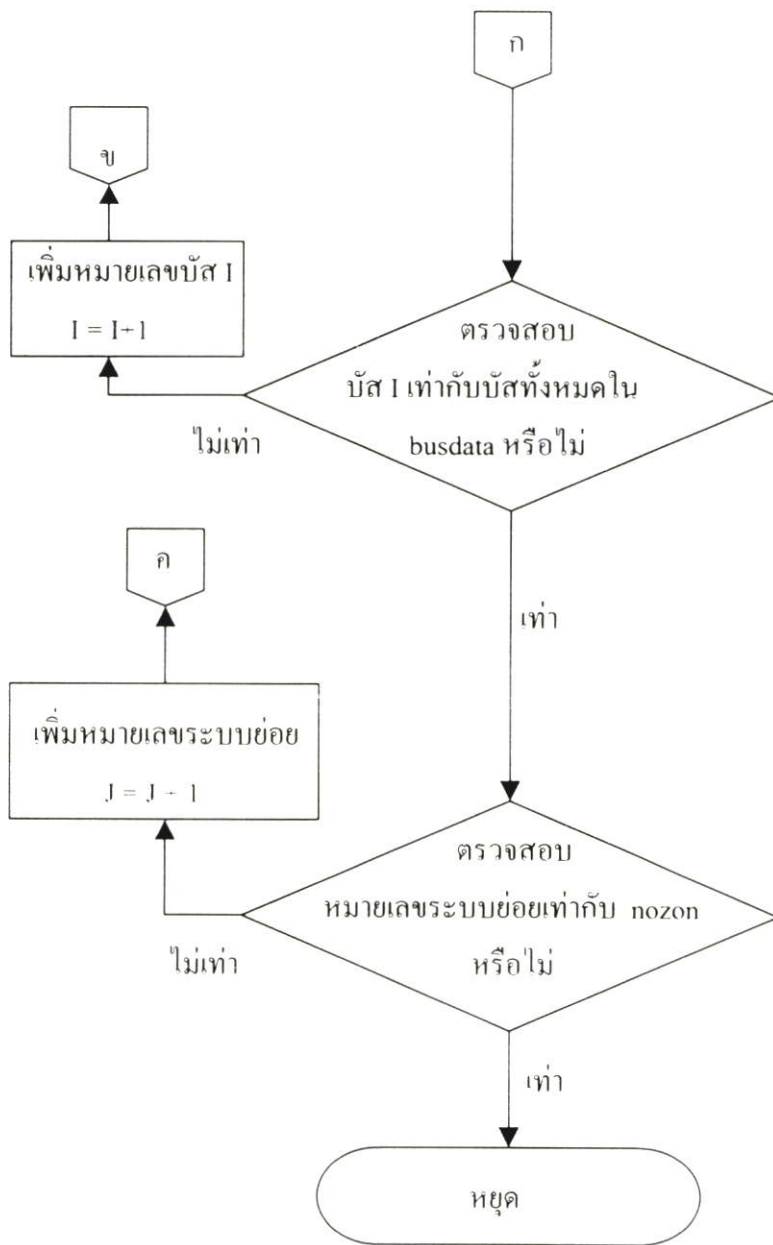 ก
ข
เพิ่มหมายเลขบัส I
I = I+1
ตรวจสอบ
บัส I เท่ากับบัสทั้งหมดใน
busdata หรือไม่
ไม่เท่า
เท่า
ค
เพิ่มหมายเลขระบบย่อย
J = J - 1
ตรวจสอบ
หมายเลขระบบย่อยเท่ากับ nozon
หรือไม่
ไม่เท่า
เท่า
หยุด